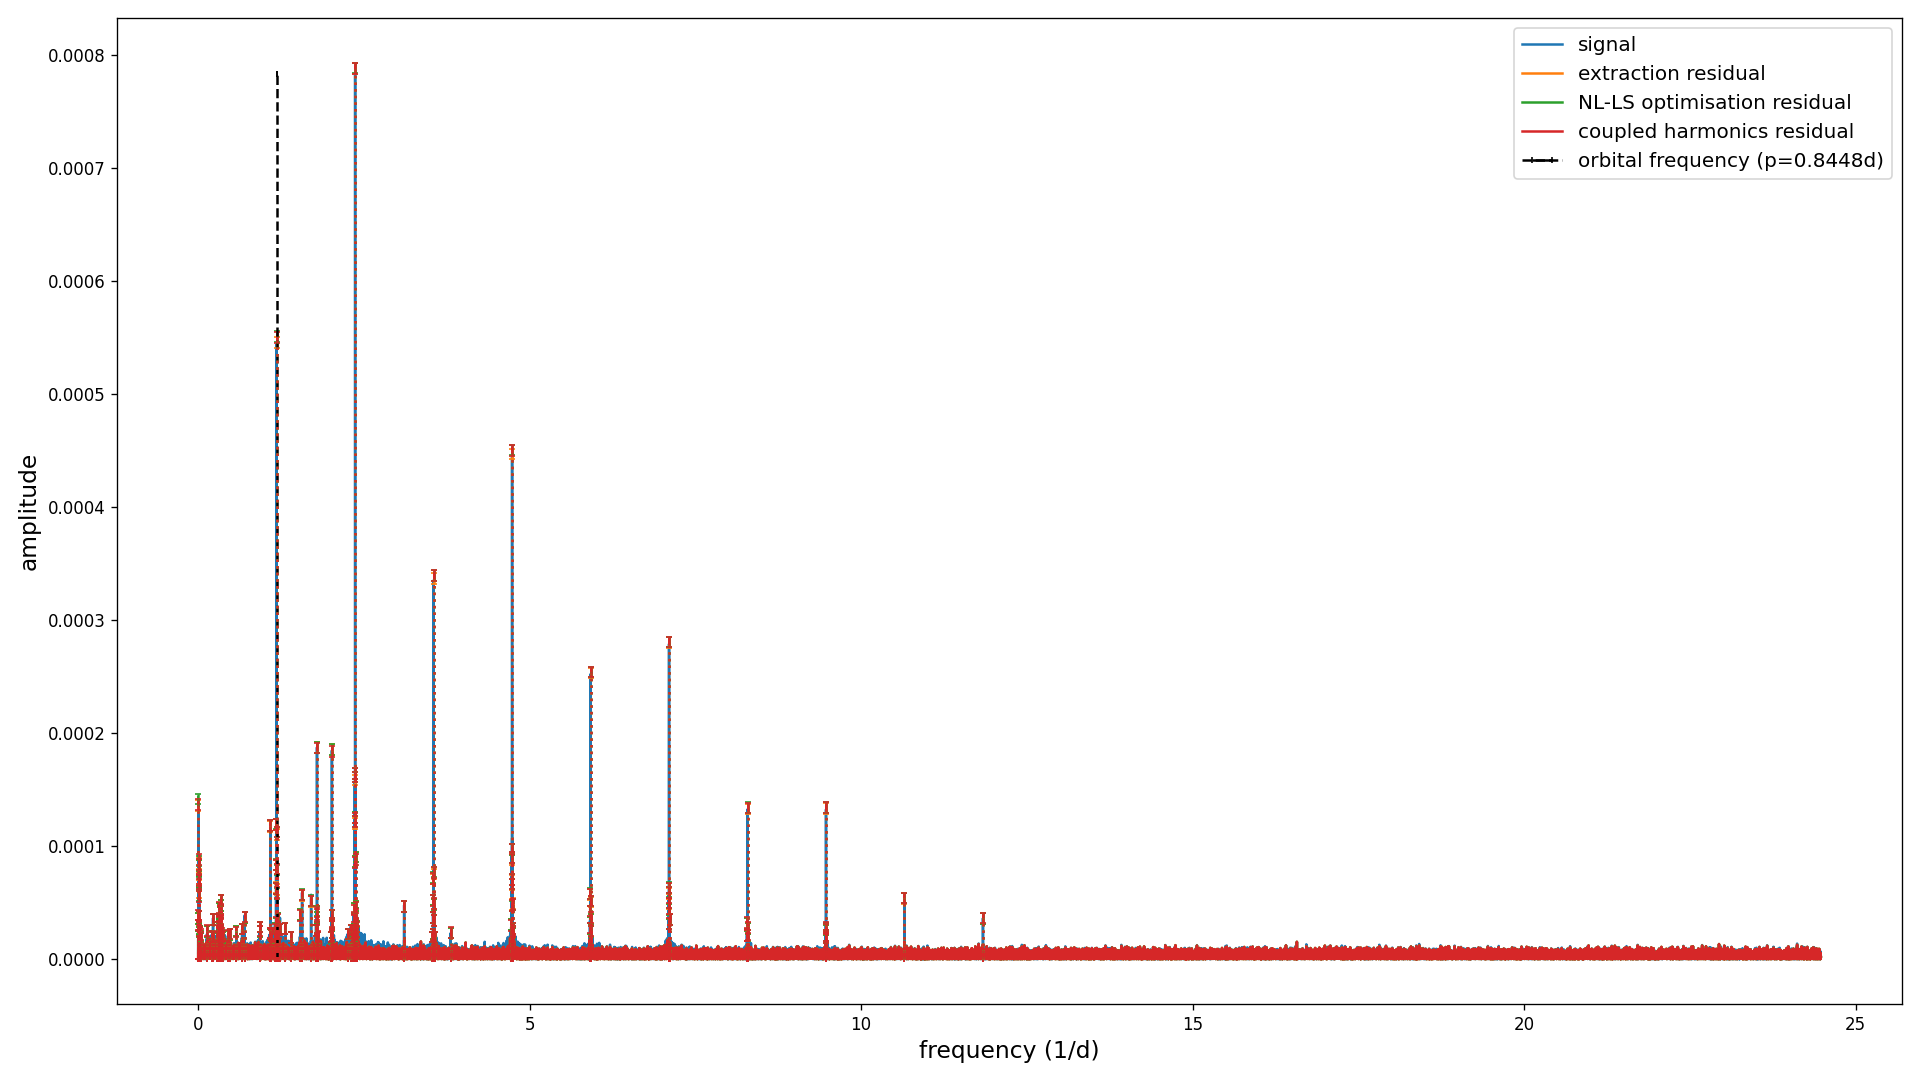 signal
extraction residual
NL-LS optimisation residual
coupled harmonics residual
orbital frequency (p=0.8448d)
amplitude
0.0008
0.0007
0.0006
0.0005
0.0004
0.0003
0.0002
0.0001
0.0000
0 5 10 15 20 25
frequency (1/d)